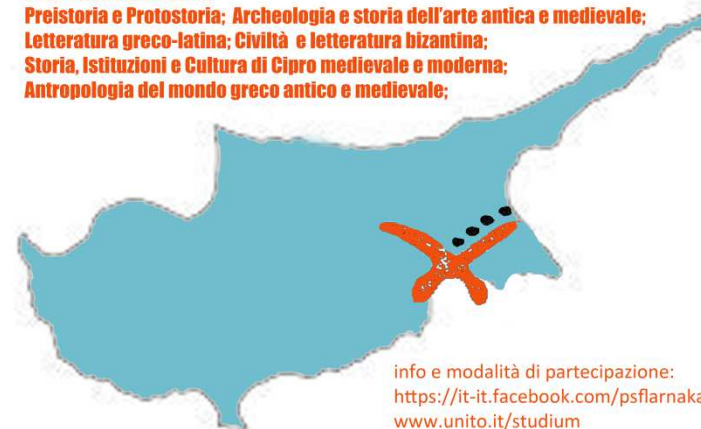 Preistoria e Protostoria; Archeologia e storia dell'arte antica e medievale;
Letteratura greco-latina; Civiltà e letteratura bizantina;
Storia, Istituzioni e Cultura di Cipro medievale e moderna;
Antropologia del mondo greco antico e medievale;
info e modalità di partecipazione:
https://it-it.facebook.com/psflarnaka
www.unito.it/studium